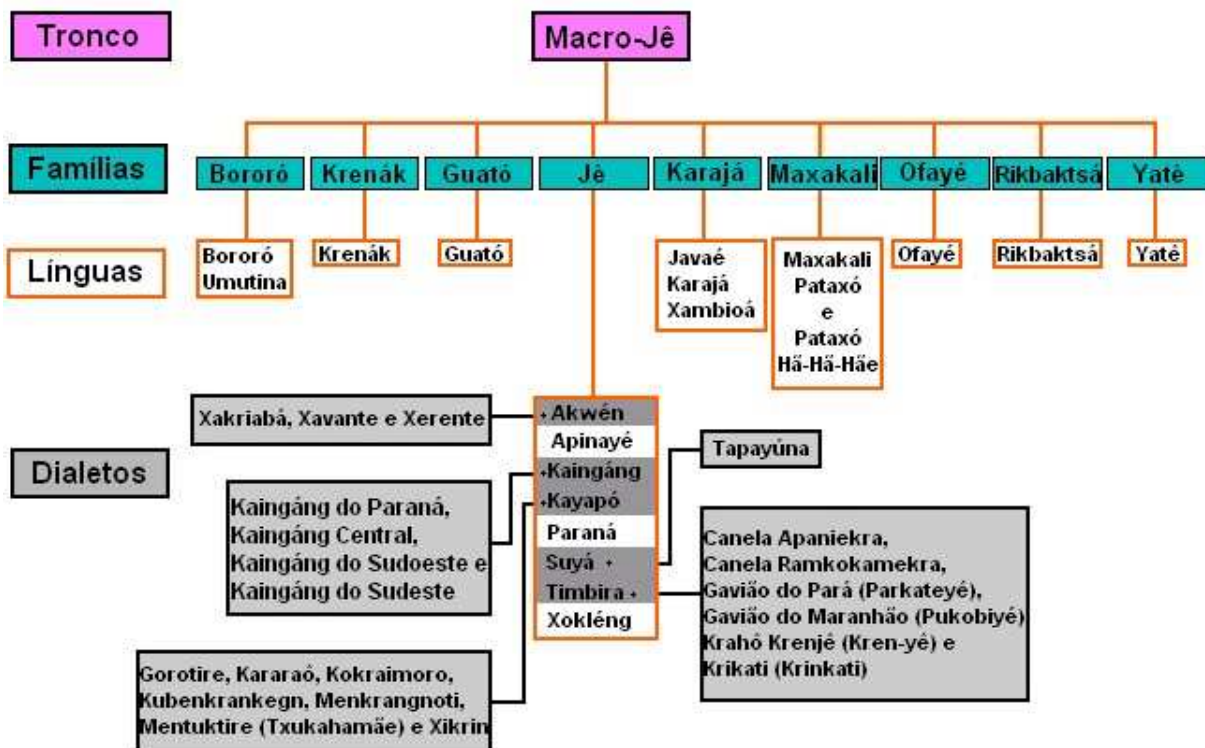 Tronco
Macro-Jê
Famílias
Bororó
Krenák
Guató
Jê
Karajá
Maxakali
Ofayé
Rikbaktsá
Yatê
Línguas
Bororó
Umutina
Krenák
Guató
Javaé
Karajá
Xambioá
Maxakali
Pataxó
e
Pataxó
Hã-Hã-Hãe
Ofayé
Rikbaktsá
Yatê
Dialetos
Xakriabá, Xavante e Xerente
Kaingáng do Paraná,
Kaingáng Central,
Kaingáng do Sudoeste e
Kaingáng do Sudeste
Gorotire, Kararaó, Kokraimoro,
Kubenkrankegn, Menkrangnoti,
Mentuktire (Txukahamãe) e Xikrin
+ Akwén
Apinayé
+Kaingáng
+Kayapó
Paraná
Suyá +
Timbira +
Xokléng
Tapayúna
Canela Apaniekra,
Canela Ramkokamekra,
Gavião do Pará (Parkateyé),
Gavião do Maranhão (Pukobiyé)
Krahô Krenjê (Kren-yê) e
Krikati (Krinkati)